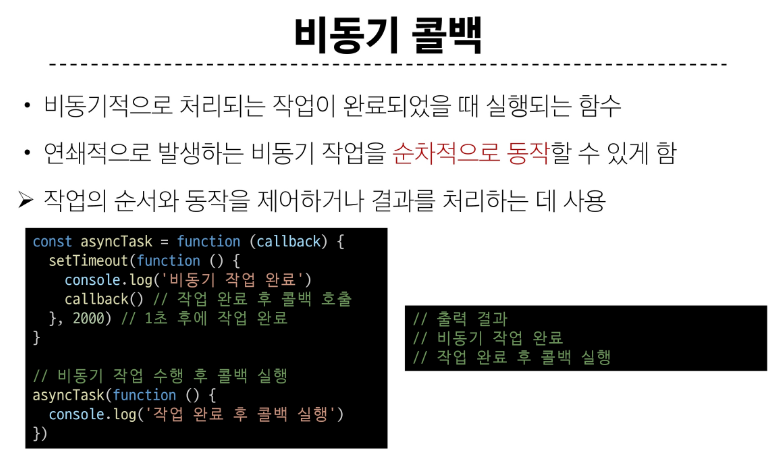 비동기 콜백
• 비동기적으로 처리되는 작업이 완료되었을 때 실행되는 함수
• 연쇄적으로 발생하는 비동기 작업을 순차적으로 동작할 수 있게 함
➢ 작업의 순서와 동작을 제어하거나 결과를 처리하는 데 사용
const asyncTask = function (callback) {
  setTimeout(function () {
    console.log('비동기 작업 완료')
    callback() // 작업 완료 후 콜백 호출
  }, 2000) // 1초 후에 작업 완료
}

// 비동기 작업 수행 후 콜백 실행
asyncTask(function () {
  console.log('작업 완료 후 콜백 실행')
})
// 출력 결과
// 비동기 작업 완료
// 작업 완료 후 콜백 실행